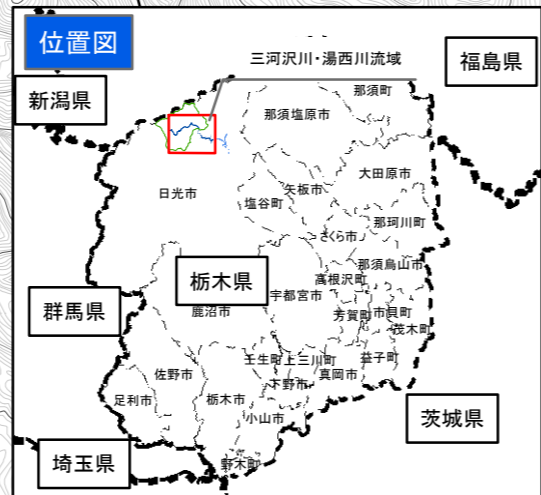 位置図
三河沢川・湯西川流域
福島県
新潟県
那須町
那須塩原市
大田原市
日光市
矢板市
塩谷町
那珂川町
さくら市
那須烏山市
栃木県
高根沢町
宇都宮市
群馬県
鹿沼市
芳賀町
市貝町
茂木町
壬生町
上三川町
益子町
佐野市
下野市
真岡市
足利市
栃木市
小山市
茨城県
埼玉県
野木町